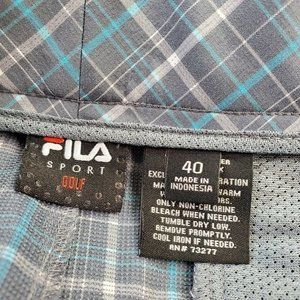 FILA
SPORT
GOLF
40
MADE IN
INDONESIA
ONLY NON-CHLORINE
BLEACH WHEN NEEDED.
TUMBLE DRY LOW.
REMOVE PROMPTLY.
COOL IRON IF NEEDED.
RN# 73277